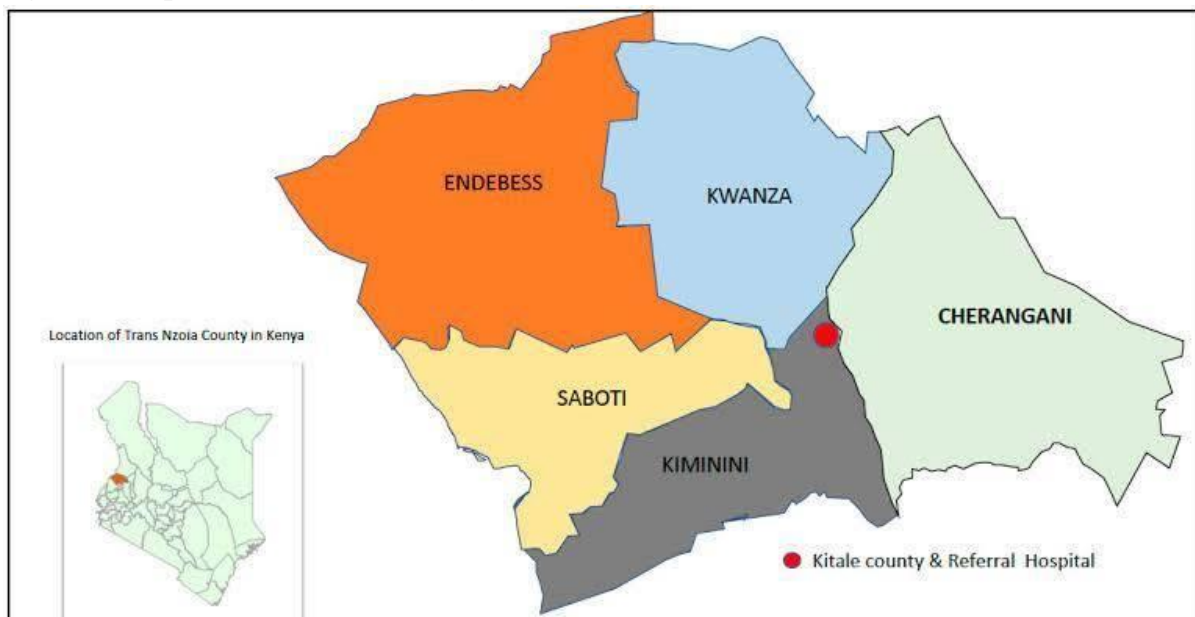 ENDEBESS
KWANZA
CHERANGANI
Location of Trans Nzoia County in Kenya
SABOTI
KIMININI
Kitale county & Referral Hospital